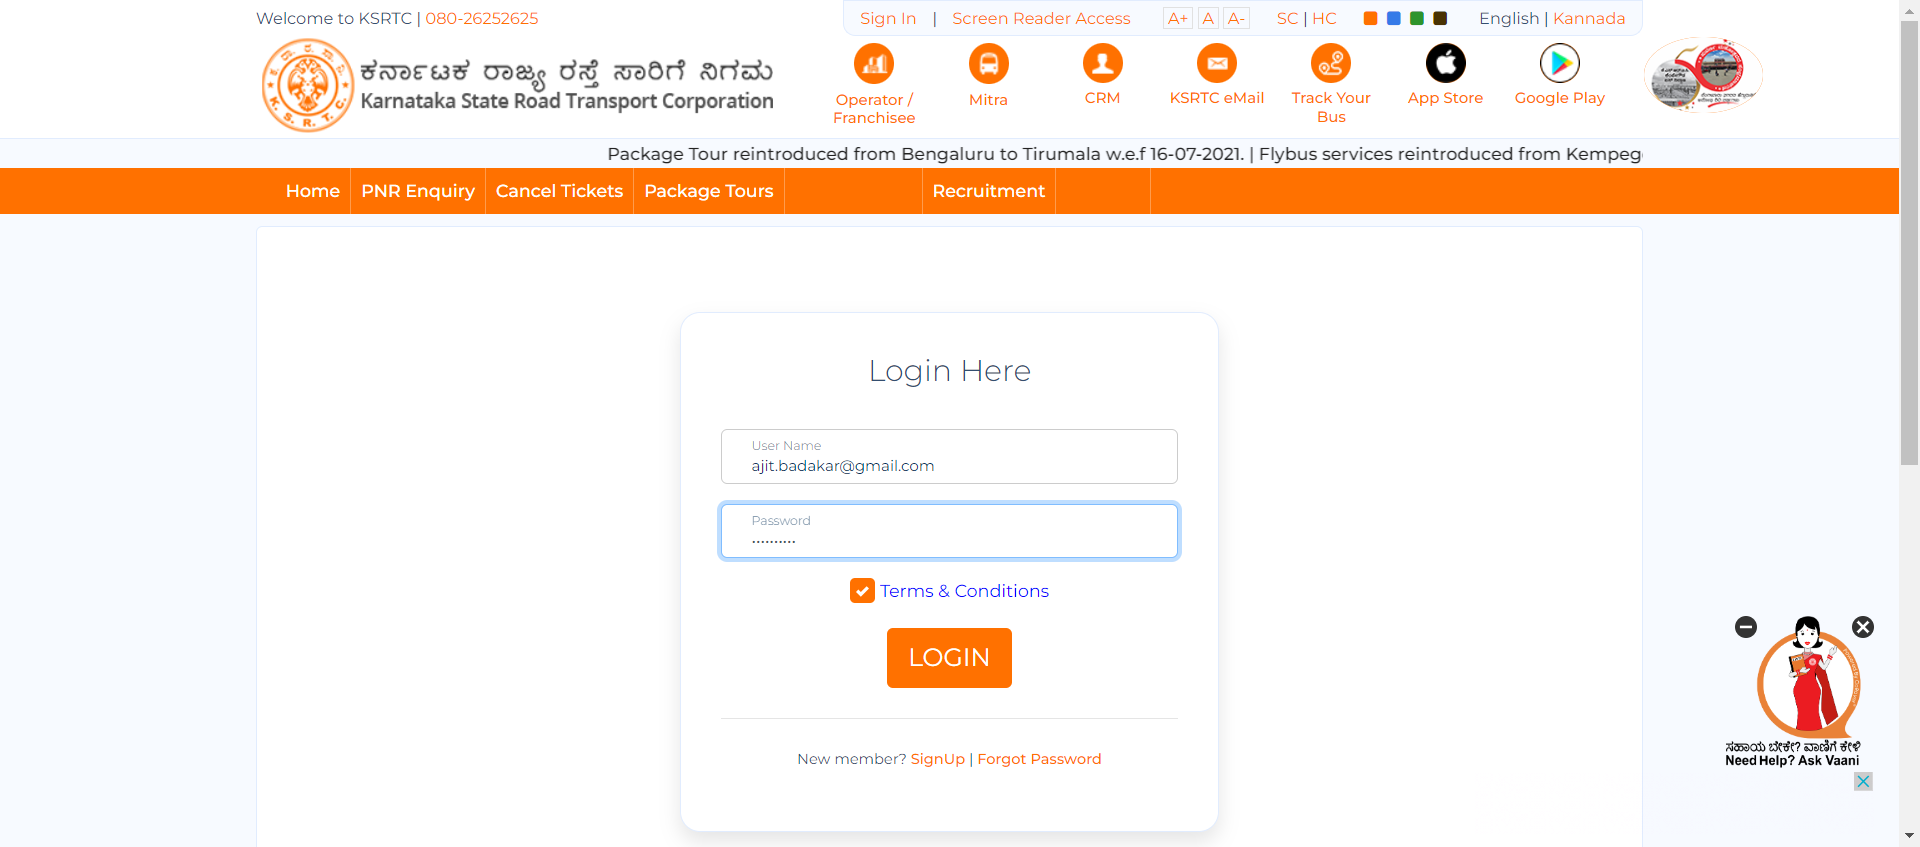 Welcome to KSRTC | 080-26252625
Sign In | Screen Reader Access A+ A A- SC | HC English | Kannada
ಕರ್ನಾಟಕ ರಾಜ್ಯ ರಸ್ತೆ ಸಾರಿಗೆ ನಿಗಮ
Karnataka State Road Transport Corporation
K. S. R. T. C.
Operator /
Franchisee
Mitra
CRM
KSRTC eMail
Track Your
Bus
App Store
Google Play
Package Tour reintroduced from Bengaluru to Tirumala w.e.f 16-07-2021. | Flybus services reintroduced from Kempeg
Home PNR Enquiry Cancel Tickets Package Tours Recruitment
Login Here
User Name
ajit.badakar@gmail.com
Password
..........
Terms & Conditions
LOGIN
New member? SignUp | Forgot Password
ಸಹಾಯ ಬೇಕೇ? ವಾಣಿಗೆ ಕೇಳಿ
Need Help? Ask Vaani